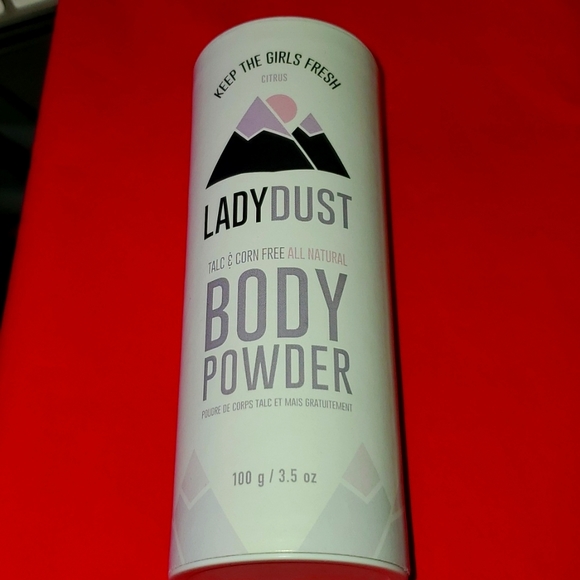 KEEP THE GIRLS FRESH
CITRUS
LADYDUST
TALC & CORN FREE ALL NATURAL
BODY
POWDER
POUDRE DE CORPS TALC ET MAIS GRATUITEMENT
100 g / 3.5 oz